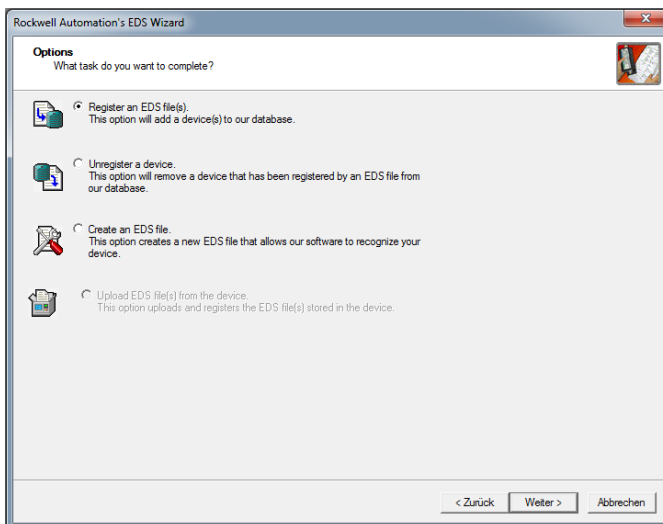 Rockwell Automation's EDS Wizard
Options
What task do you want to complete?
Register an EDS file(s).
This option will add a device(s) to our database.
Unregister a device.
This option will remove a device that has been registered by an EDS file from
our database.
Create an EDS file.
This option creates a new EDS file that allows our software to recognize your
device.
Upload EDS file(s) from the device.
This option uploads and registers the EDS file(s) stored in the device.
< Zurück
Weiter >
Abbrechen